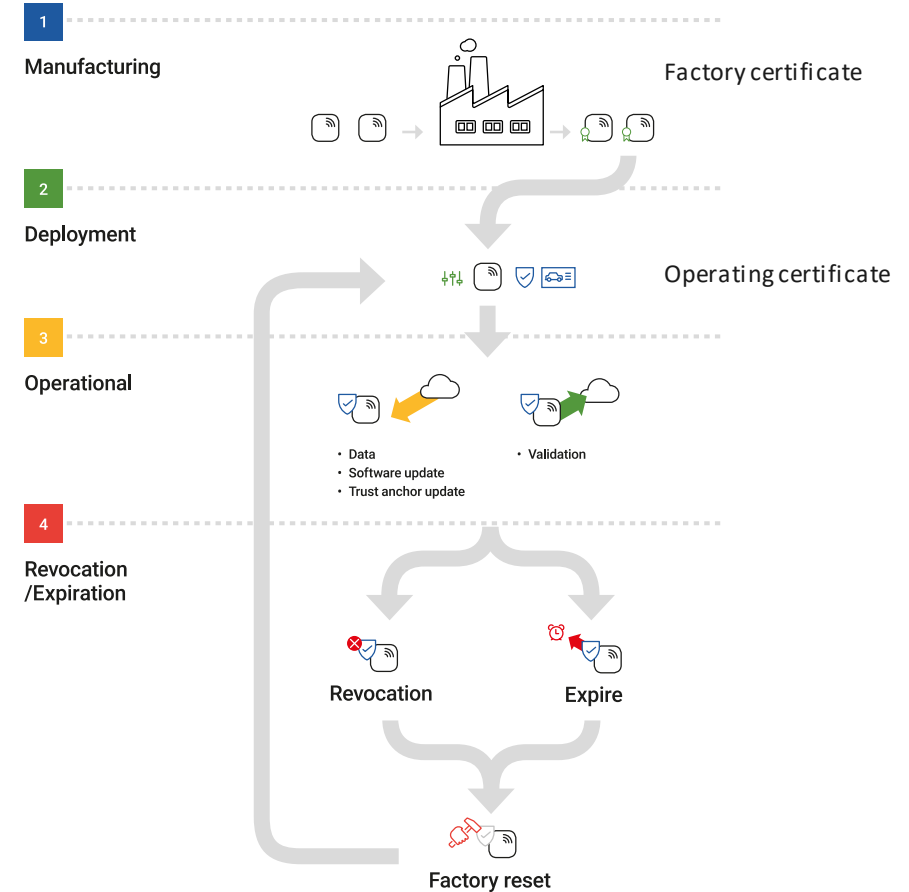 1
Manufacturing
Factory certificate
2
Deployment
Operating certificate
3
Operational
• Data
• Software update
• Trust anchor update
• Validation
4
Revocation
/Expiration
Revocation
Expire
Factory reset